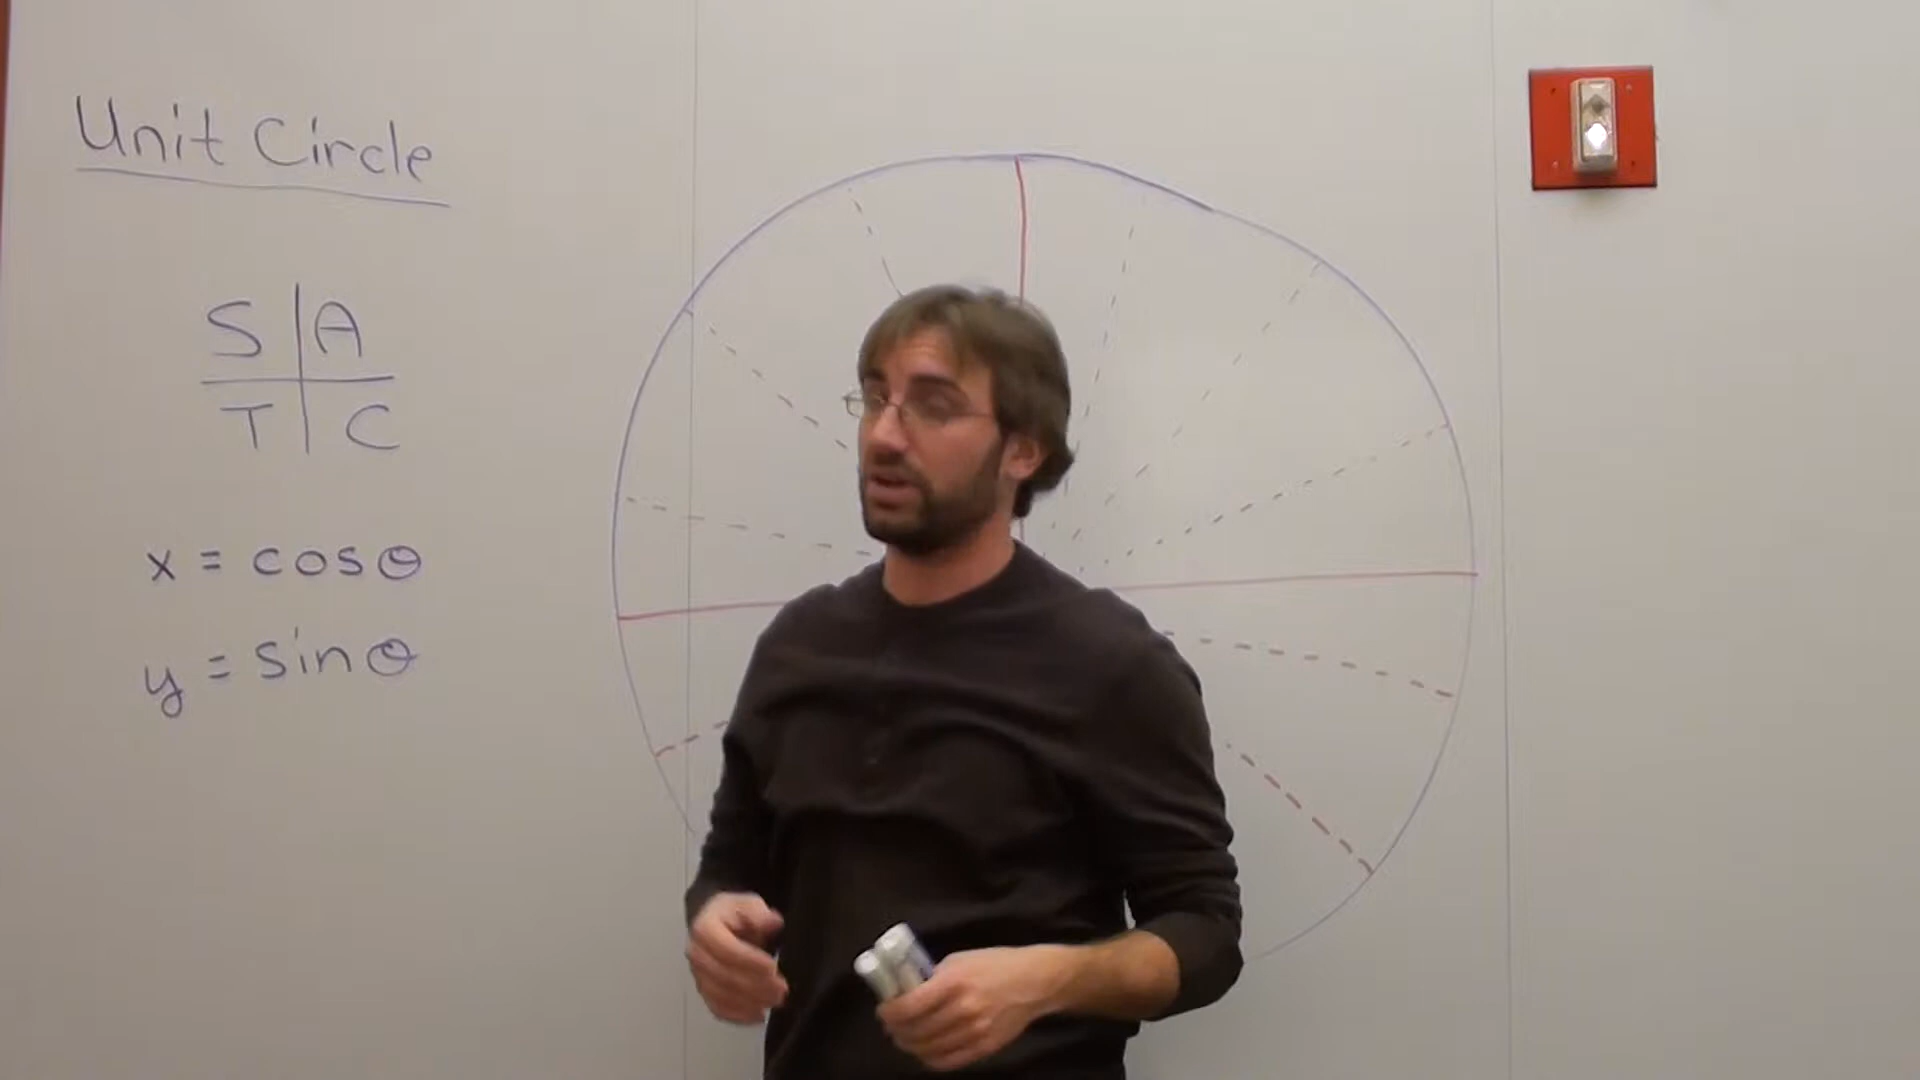 Unit Circle
S A
T C
x = cosθ
y = sinθ